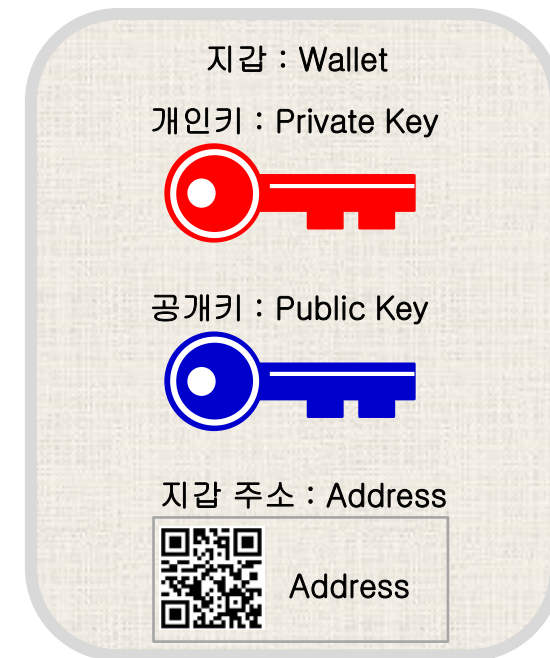 지갑 : Wallet
개인키 : Private Key
공개키 : Public Key
지갑 주소 : Address
Address